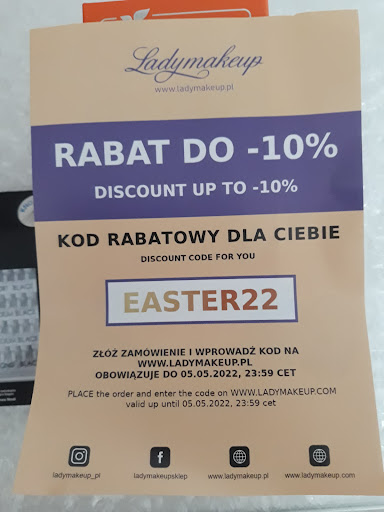 Ladymakeup
www.ladymakeup.pl
RABAT DO -10%
DISCOUNT UP TO -10%
KOD RABATOWY DLA CIEBIE
DISCOUNT CODE FOR YOU
EASTER22
ZŁÓŻ ZAMÓWIENIE I WPROWADŹ KOD NA
WWW.LADYMAKEUP.PL
OBOWIĄZUJE DO 05.05.2022, 23:59 CET
PLACE the order and enter the code on WWW.LADYMAKEUP.COM
valid up until 05.05.2022, 23:59 cet
ladymakeup_pl
ladymakeupsklep
www.ladymakeup.pl
www.ladymakeup.com